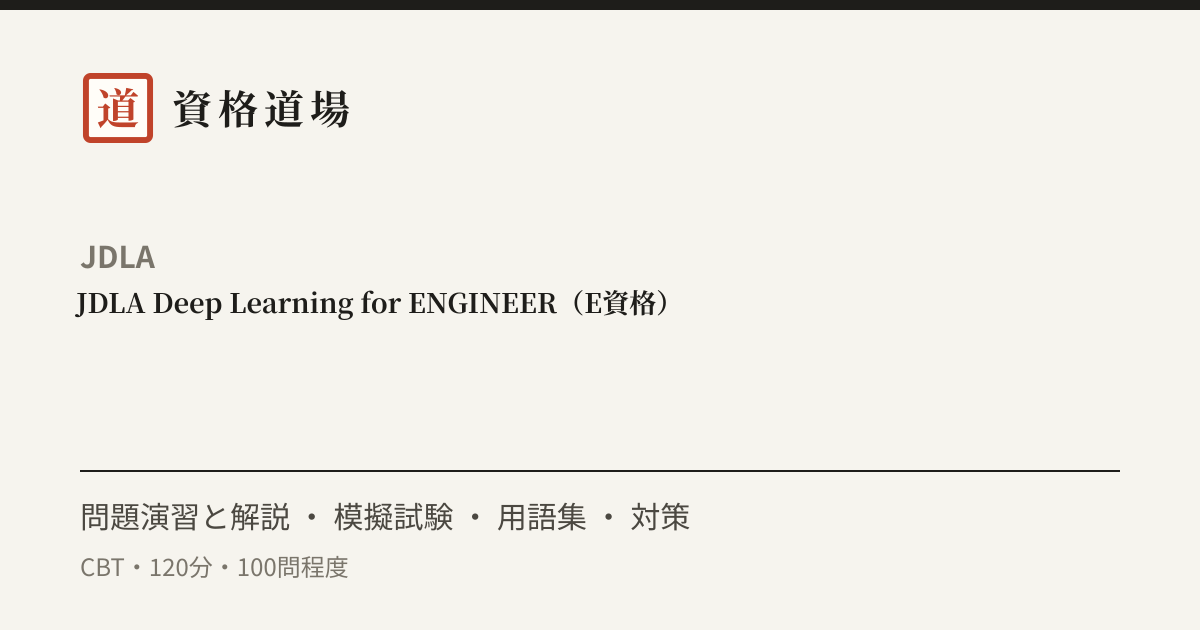 道 資格道場
JDLA
JDLA Deep Learning for ENGINEER（E資格）
問題演習と解説 ・ 模擬試験 ・ 用語集 ・ 対策
CBT・120分・100問程度